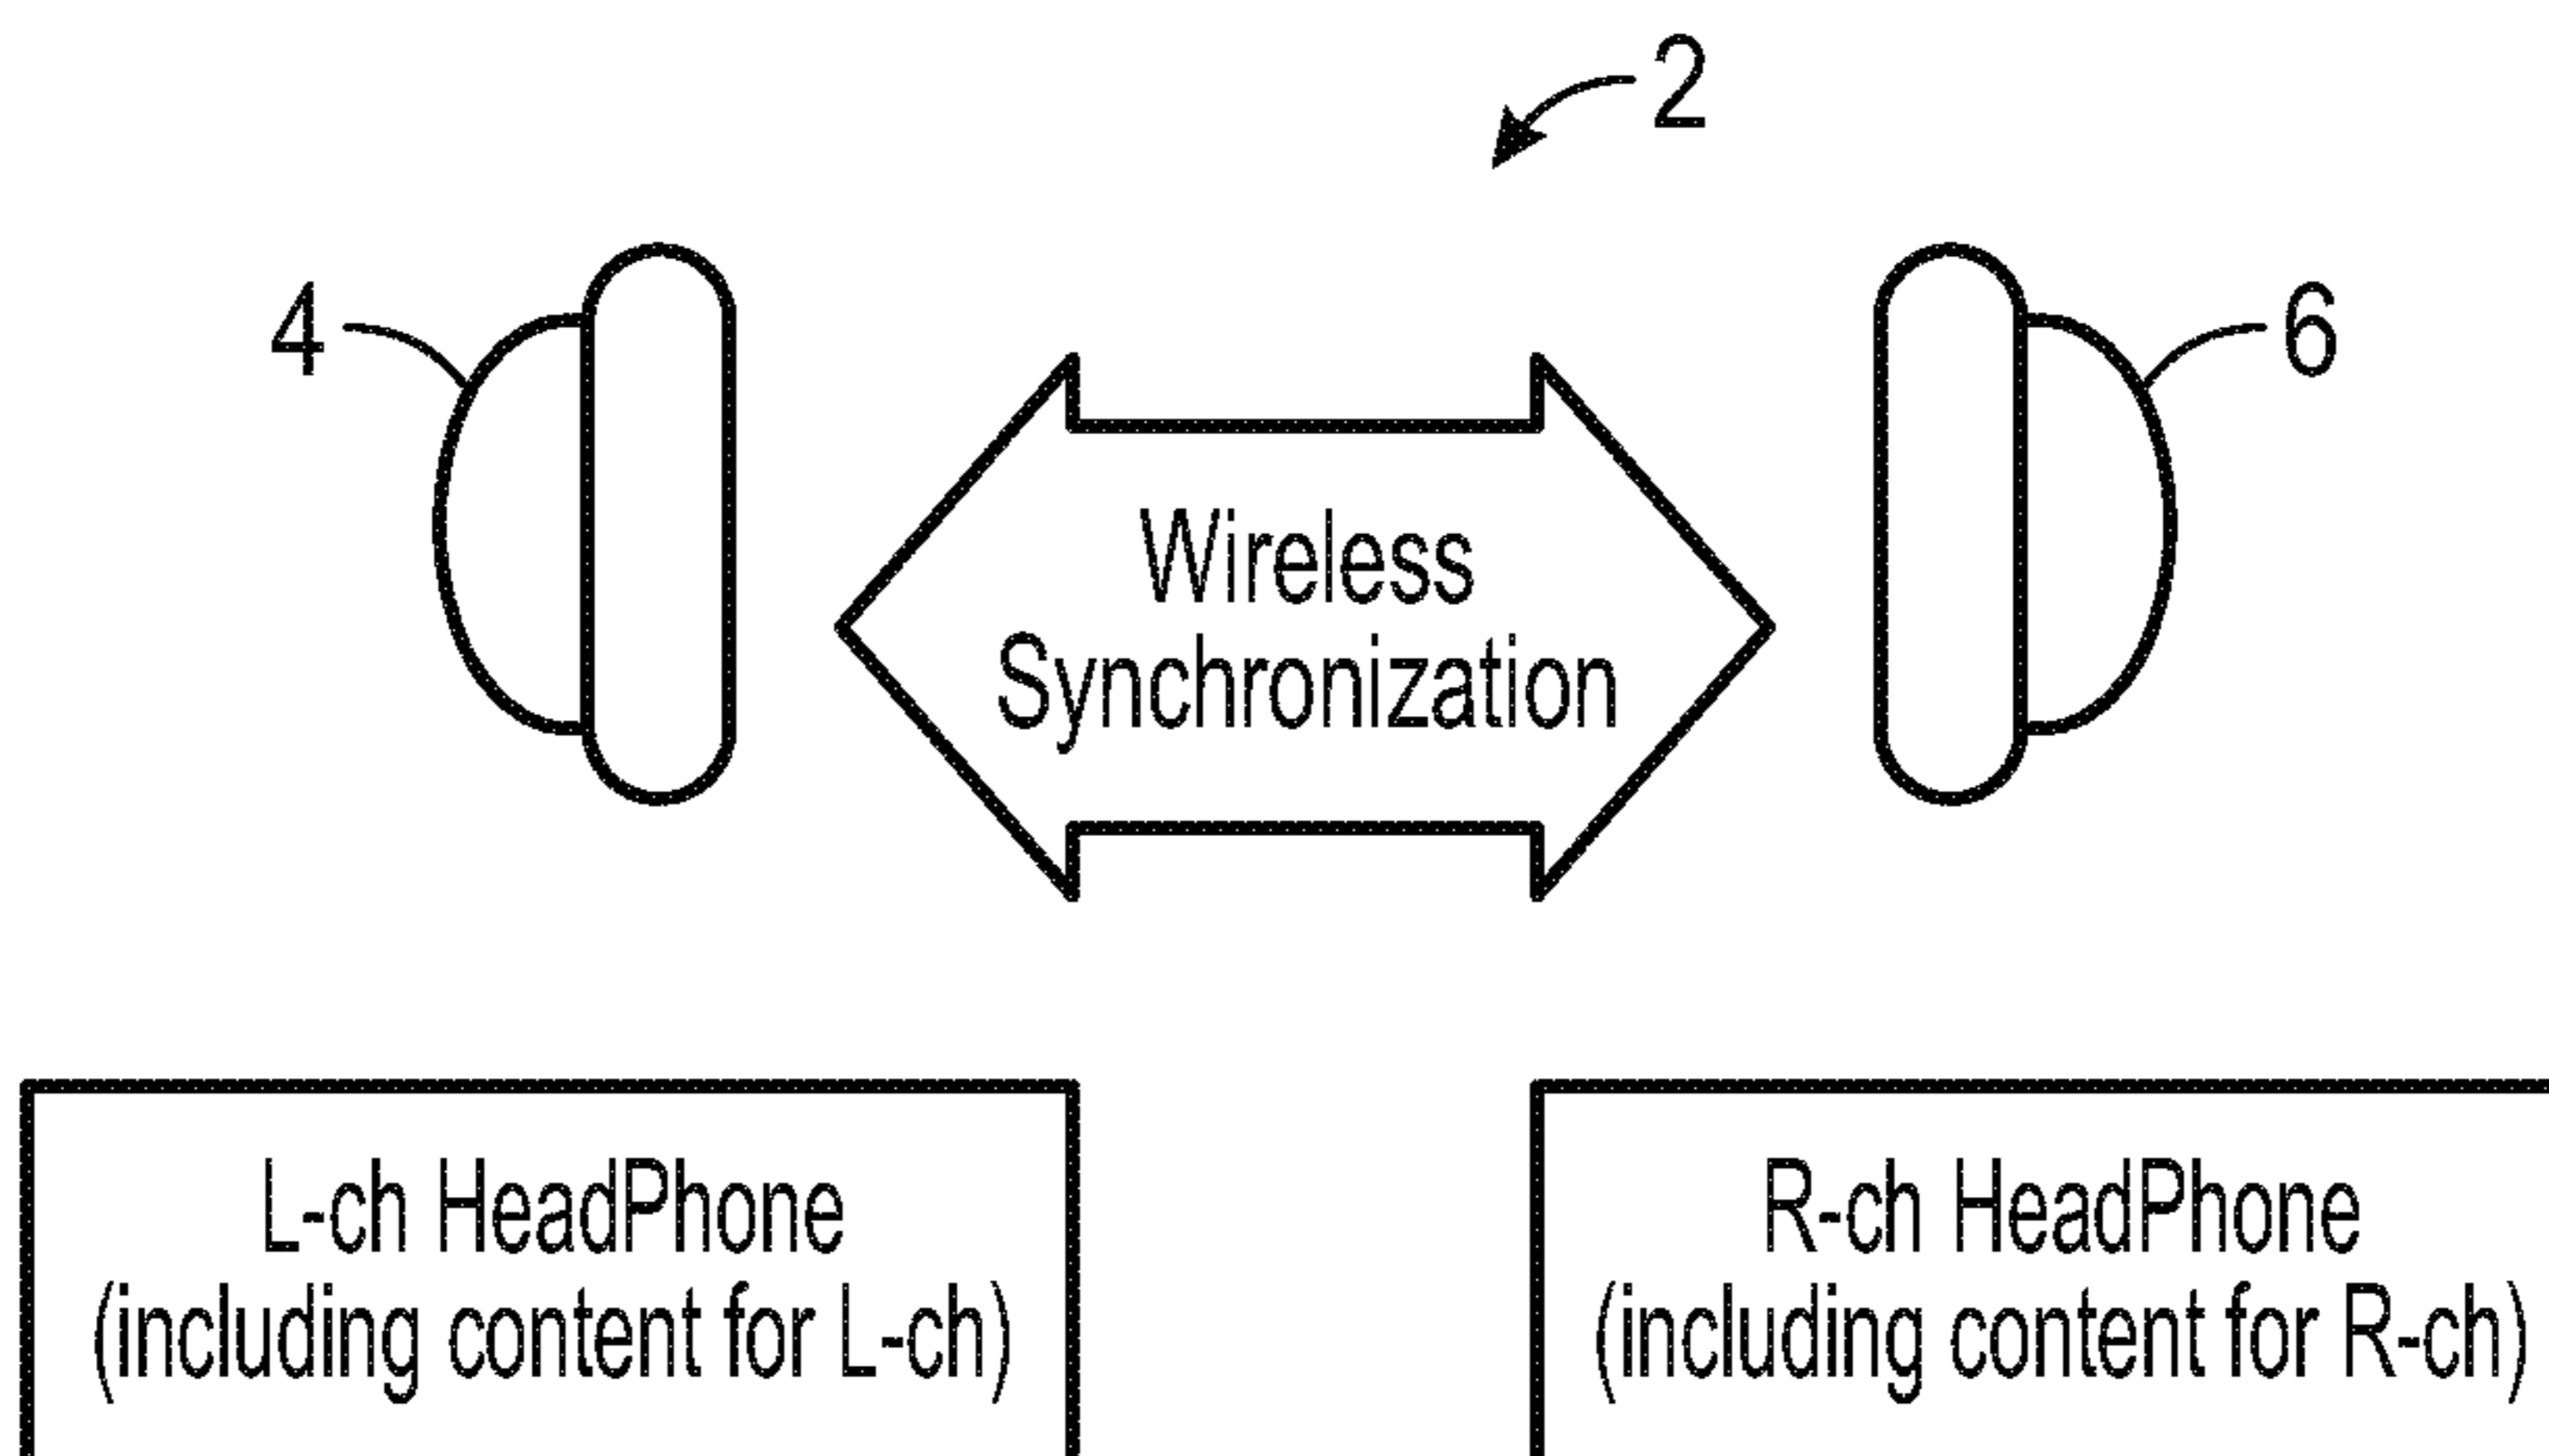 2
4
6
Wireless
Synchronization
L-ch HeadPhone
(including content for L-ch)
R-ch HeadPhone
(including content for R-ch)